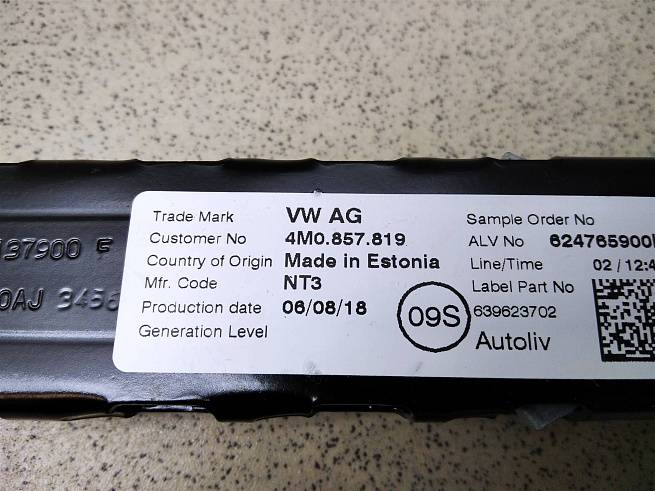 Trade Mark VW AG
Customer No 4M0.857.819
Country of Origin Made in Estonia
Mfr. Code NT3
Production date 06/08/18
Generation Level
09S
Sample Order No
ALV No 624765900
Line/Time 02 / 12:4
Label Part No
639623702
Autoliv
37900 F
0AJ 3456